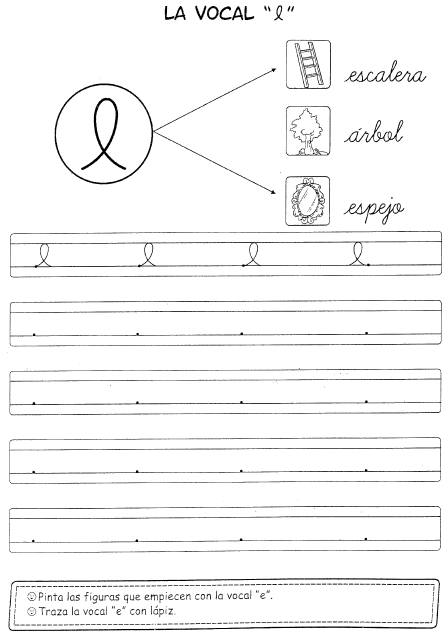 LA VOCAL "e"
e
escalera
árbol
espejo
e e e e
Pinta las figuras que empiecen con la vocal "e".
Traza la vocal "e" con lápiz.